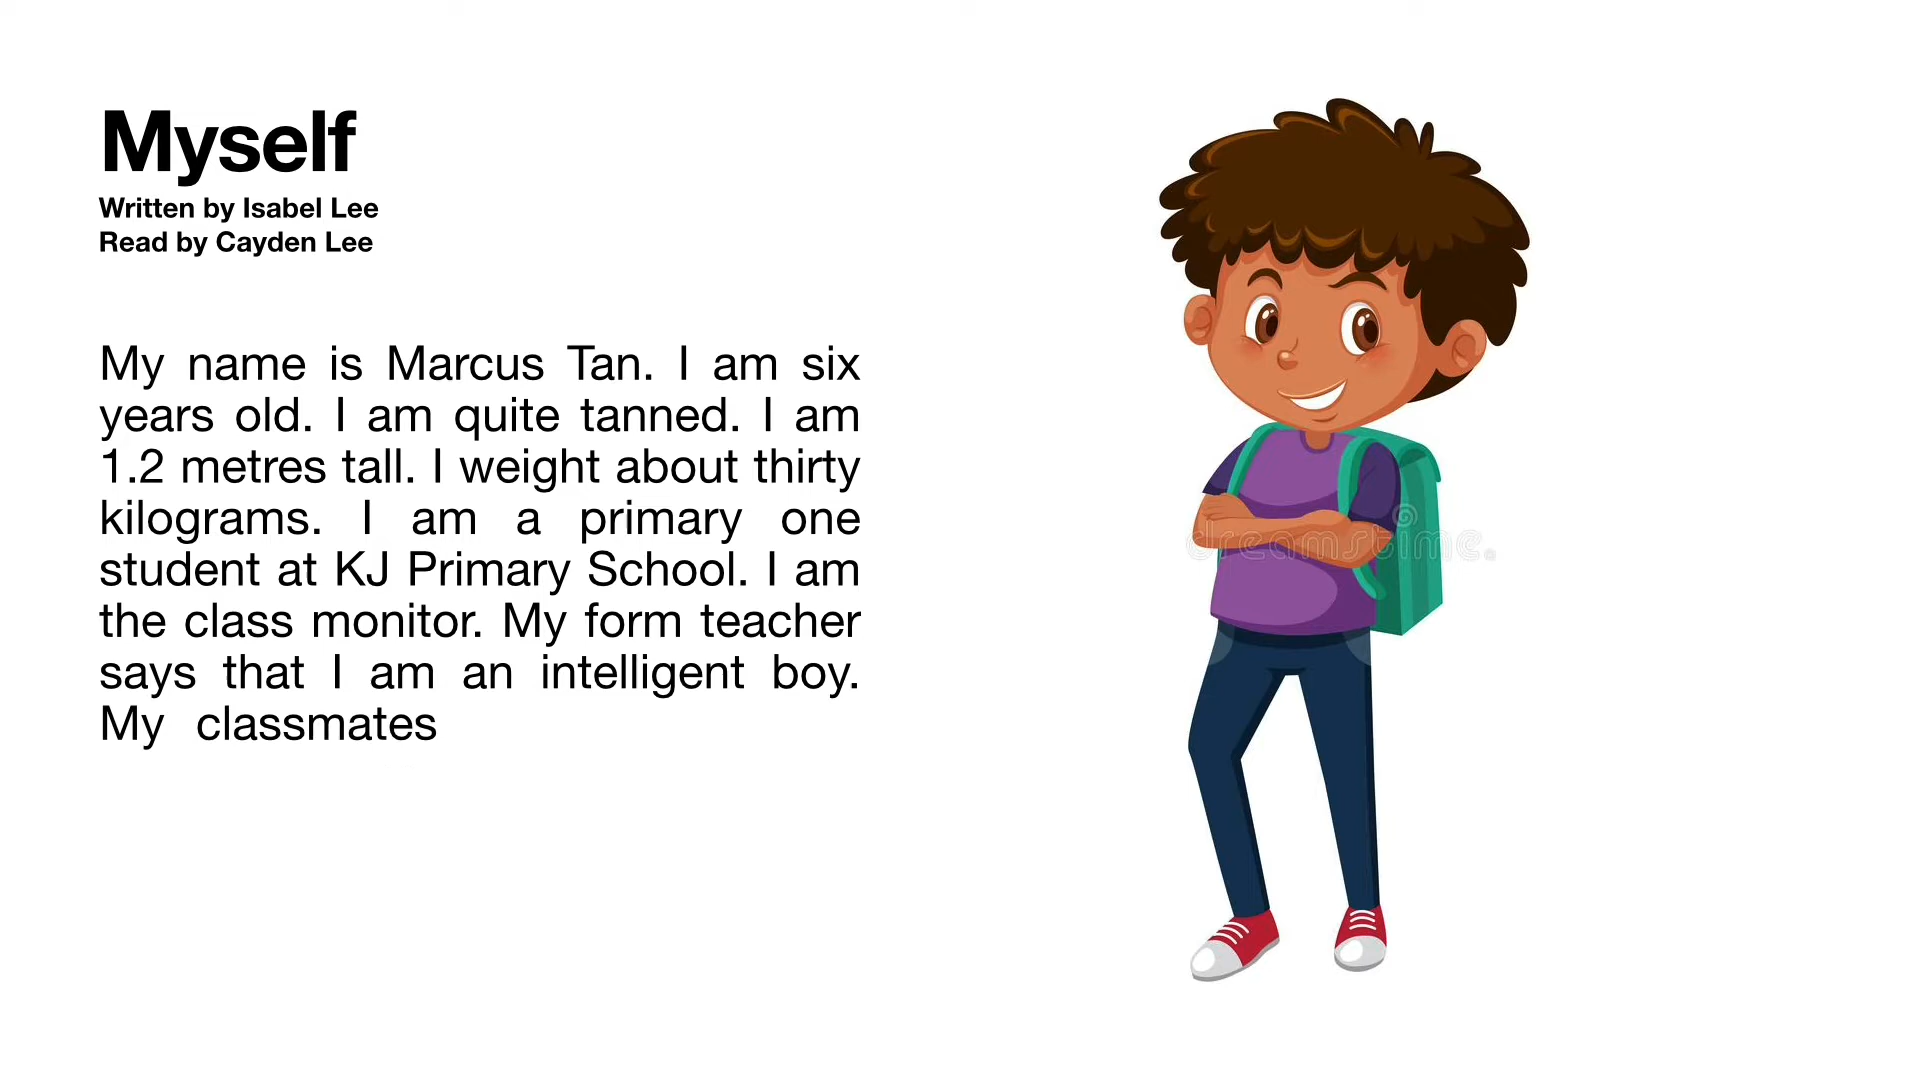 Myself
Written by Isabel Lee
Read by Cayden Lee
My name is Marcus Tan. I am six
years old. I am quite tanned. I am
1.2 metres tall. I weight about thirty
kilograms. I am a primary one
student at KJ Primary School. I am
the class monitor. My form teacher
says that I am an intelligent boy.
My classmates
dreamstime.